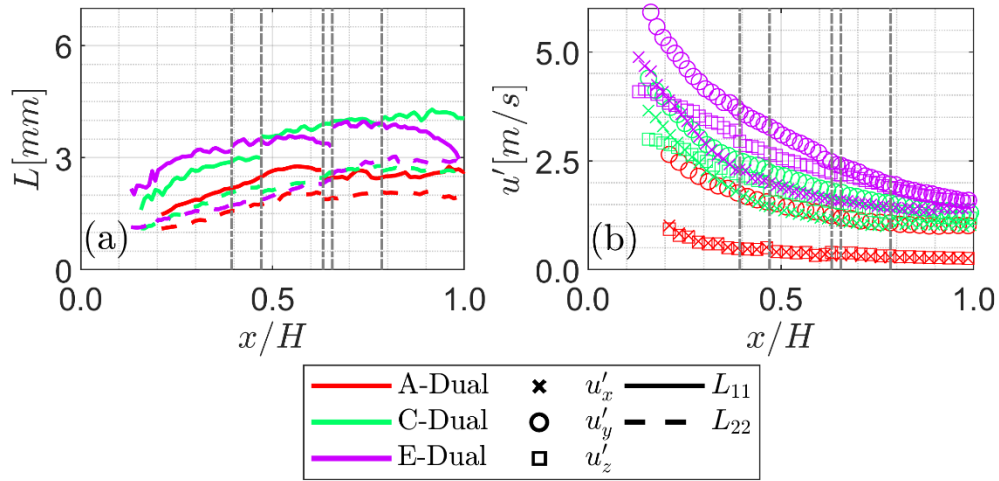 6
3
0
L [mm]
(a)
0.0 0.5 1.0
x/H
5.0
2.5
0.0
u′[m/s]
(b)
0.0 0.5 1.0
x/H
A-Dual × u′ₓ L₁₁
C-Dual ○ u′ᵧ L₂₂
E-Dual □ u′_z